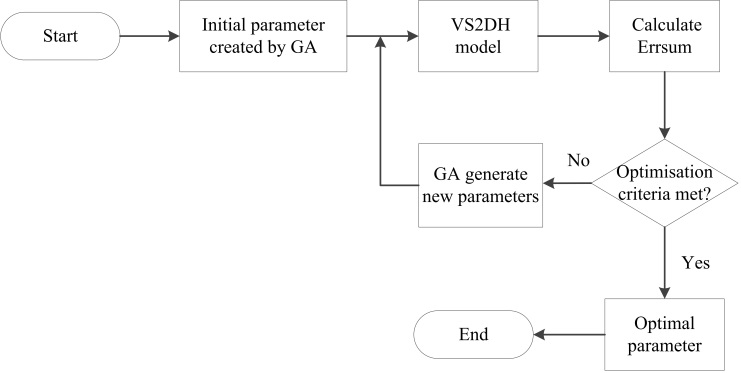 Start
Initial parameter
created by GA
VS2DH
model
Calculate
Errsum
No
Optimisation
criteria met?
GA generate
new parameters
Yes
Optimal
parameter
End